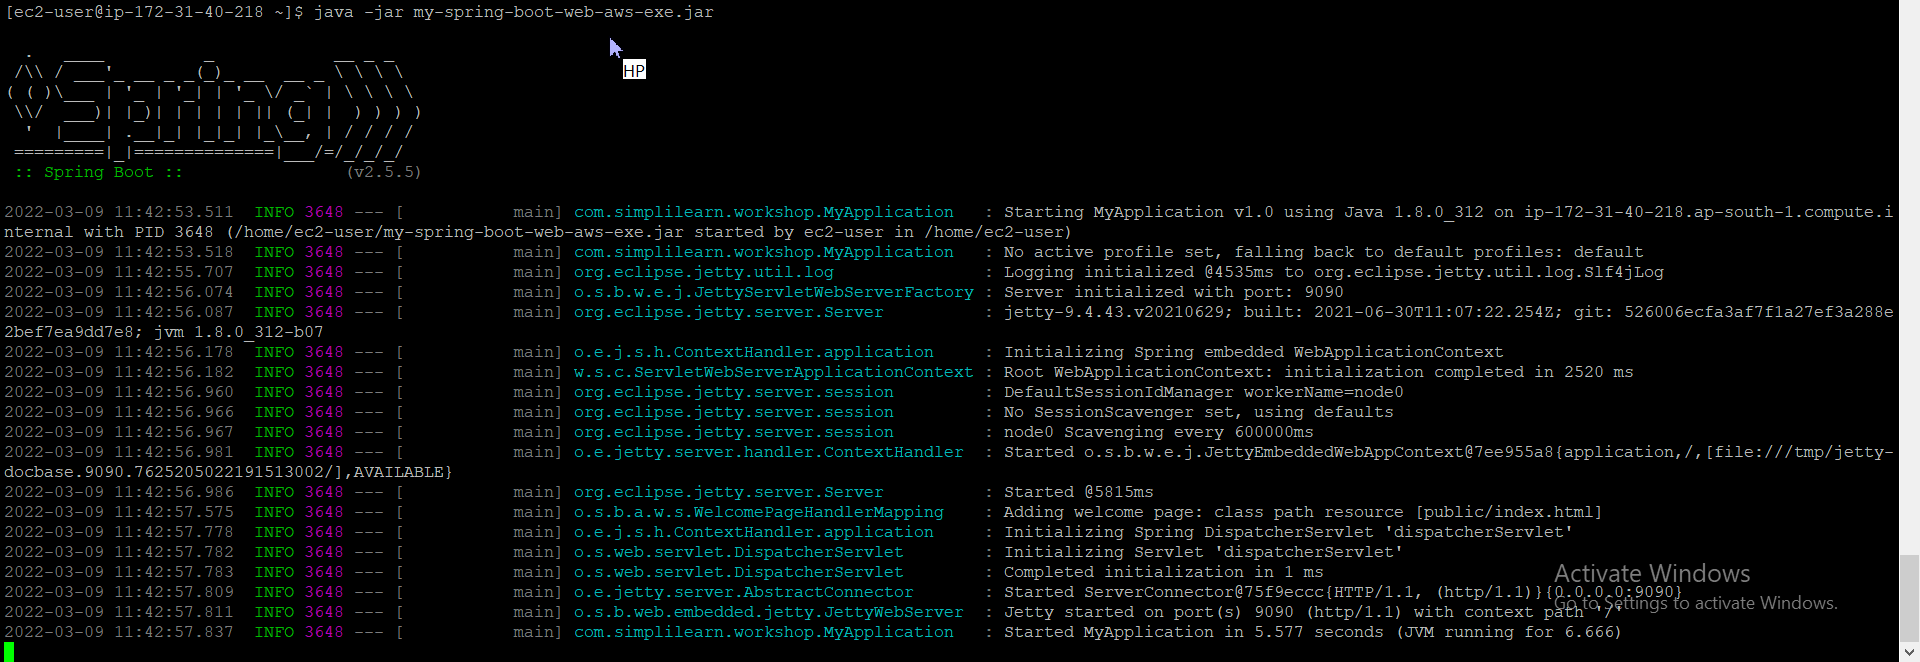 [ec2-user@ip-172-31-40-218 ~]$ java -jar my-spring-boot-web-aws-exe.jar
HP
  .   ____          _            __ _ _
 /\\ / ___'_ __ _ _(_)_ __  __ _ \ \ \ \
( ( )\___ | '_ | '_| | '_ \/ _` | \ \ \ \
 \\/  ___)| |_)| | | | | || (_| |  ) ) ) )
  '  |____| .__|_| |_|_| |_\__, | / / / /
 =========|_|==============|___/=/_/_/_/
 :: Spring Boot ::                (v2.5.5)
2022-03-09 11:42:53.511  INFO 3648 --- [           main] com.simplilearn.workshop.MyApplication   : Starting MyApplication v1.0 using Java 1.8.0_312 on ip-172-31-40-218.ap-south-1.compute.i
nternal with PID 3648 (/home/ec2-user/my-spring-boot-web-aws-exe.jar started by ec2-user in /home/ec2-user)
2022-03-09 11:42:53.518  INFO 3648 --- [           main] com.simplilearn.workshop.MyApplication   : No active profile set, falling back to default profiles: default
2022-03-09 11:42:55.707  INFO 3648 --- [           main] org.eclipse.jetty.util.log               : Logging initialized @4535ms to org.eclipse.jetty.util.log.Slf4jLog
2022-03-09 11:42:56.074  INFO 3648 --- [           main] o.s.b.w.e.j.JettyServletWebServerFactory : Server initialized with port: 9090
2022-03-09 11:42:56.087  INFO 3648 --- [           main] org.eclipse.jetty.server.Server          : jetty-9.4.43.v20210629; built: 2021-06-30T11:07:22.254Z; git: 526006ecfa3af7f1a27ef3a288e
2bef7ea9dd7e8; jvm 1.8.0_312-b07
2022-03-09 11:42:56.178  INFO 3648 --- [           main] o.e.j.s.h.ContextHandler.application     : Initializing Spring embedded WebApplicationContext
2022-03-09 11:42:56.182  INFO 3648 --- [           main] w.s.c.ServletWebServerApplicationContext : Root WebApplicationContext: initialization completed in 2520 ms
2022-03-09 11:42:56.960  INFO 3648 --- [           main] org.eclipse.jetty.server.session         : DefaultSessionIdManager workerName=node0
2022-03-09 11:42:56.966  INFO 3648 --- [           main] org.eclipse.jetty.server.session         : No SessionScavenger set, using defaults
2022-03-09 11:42:56.967  INFO 3648 --- [           main] org.eclipse.jetty.server.session         : node0 Scavenging every 600000ms
2022-03-09 11:42:56.981  INFO 3648 --- [           main] o.e.jetty.server.handler.ContextHandler  : Started o.s.b.w.e.j.JettyEmbeddedWebAppContext@7ee955a8{application,/,[file:///tmp/jetty-
docbase.9090.7625205022191513002/],AVAILABLE}
2022-03-09 11:42:56.986  INFO 3648 --- [           main] org.eclipse.jetty.server.Server          : Started @5815ms
2022-03-09 11:42:57.575  INFO 3648 --- [           main] o.s.b.a.w.s.WelcomePageHandlerMapping    : Adding welcome page: class path resource [public/index.html]
2022-03-09 11:42:57.778  INFO 3648 --- [           main] o.e.j.s.h.ContextHandler.application     : Initializing Spring DispatcherServlet 'dispatcherServlet'
2022-03-09 11:42:57.782  INFO 3648 --- [           main] o.s.web.servlet.DispatcherServlet        : Initializing Servlet 'dispatcherServlet'
2022-03-09 11:42:57.783  INFO 3648 --- [           main] o.s.web.servlet.DispatcherServlet        : Completed initialization in 1 ms
2022-03-09 11:42:57.809  INFO 3648 --- [           main] o.e.jetty.server.AbstractConnector       : Started ServerConnector@75f9eccc{HTTP/1.1, (http/1.1)}{0.0.0.0:9090}
2022-03-09 11:42:57.811  INFO 3648 --- [           main] o.s.b.web.embedded.jetty.JettyWebServer  : Jetty started on port(s) 9090 (http/1.1) with context path '/'
2022-03-09 11:42:57.837  INFO 3648 --- [           main] com.simplilearn.workshop.MyApplication   : Started MyApplication in 5.577 seconds (JVM running for 6.666)
Activate Windows
Go to Settings to activate Windows.